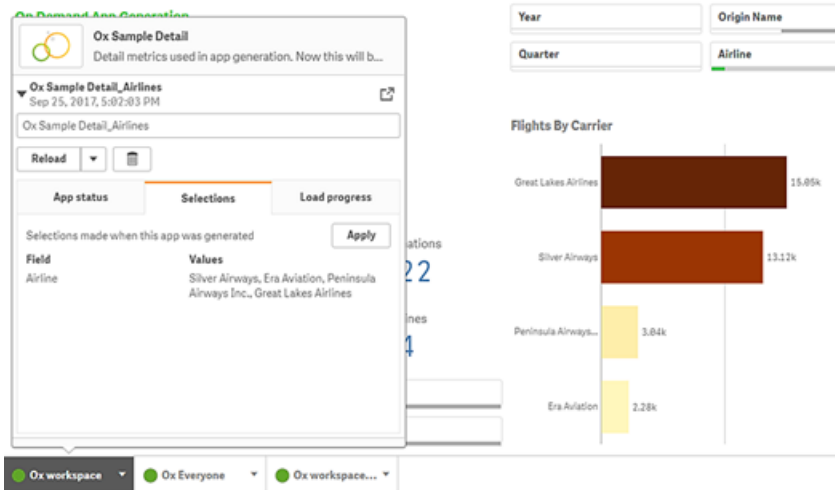 On Demand App Generation
Ox Sample Detail
Detail metrics used in app generation. Now this will b...
Ox Sample Detail_Airlines
Sep 25, 2017, 5:02:03 PM
Ox Sample Detail_Airlines
Reload
App status
Selections
Load progress
Selections made when this app was generated
Apply
Field
Values
Airline
Silver Airways, Era Aviation, Peninsula
Airways Inc., Great Lakes Airlines
ations
22
ines
4
Year
Origin Name
Quarter
Airline
Flights By Carrier
Great Lakes Airlines
15.05k
Silver Airways
13.12k
Peninsula Airways...
3.04k
Era Aviation
2.28k
Ox workspace
Ox Everyone
Ox workspace...